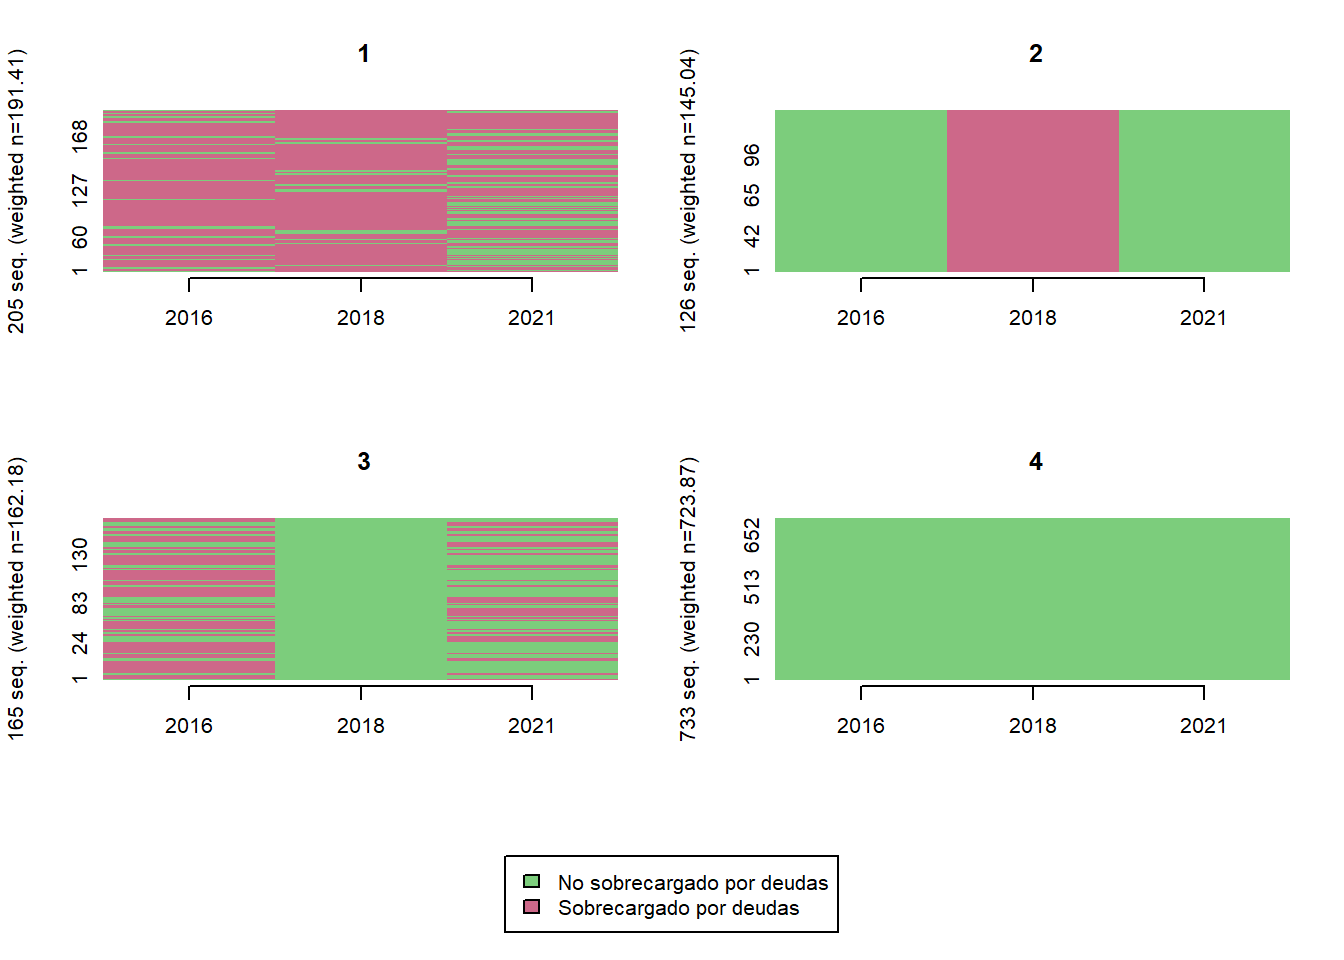 1
205 seq. (weighted n=191.41)
168
127
60
1
2016 2018 2021
2
126 seq. (weighted n=145.04)
96
65
42
1
2016 2018 2021
3
165 seq. (weighted n=162.18)
130
83
24
1
2016 2018 2021
4
733 seq. (weighted n=723.87)
652
513
230
1
2016 2018 2021
No sobrecargado por deudas
Sobrecargado por deudas